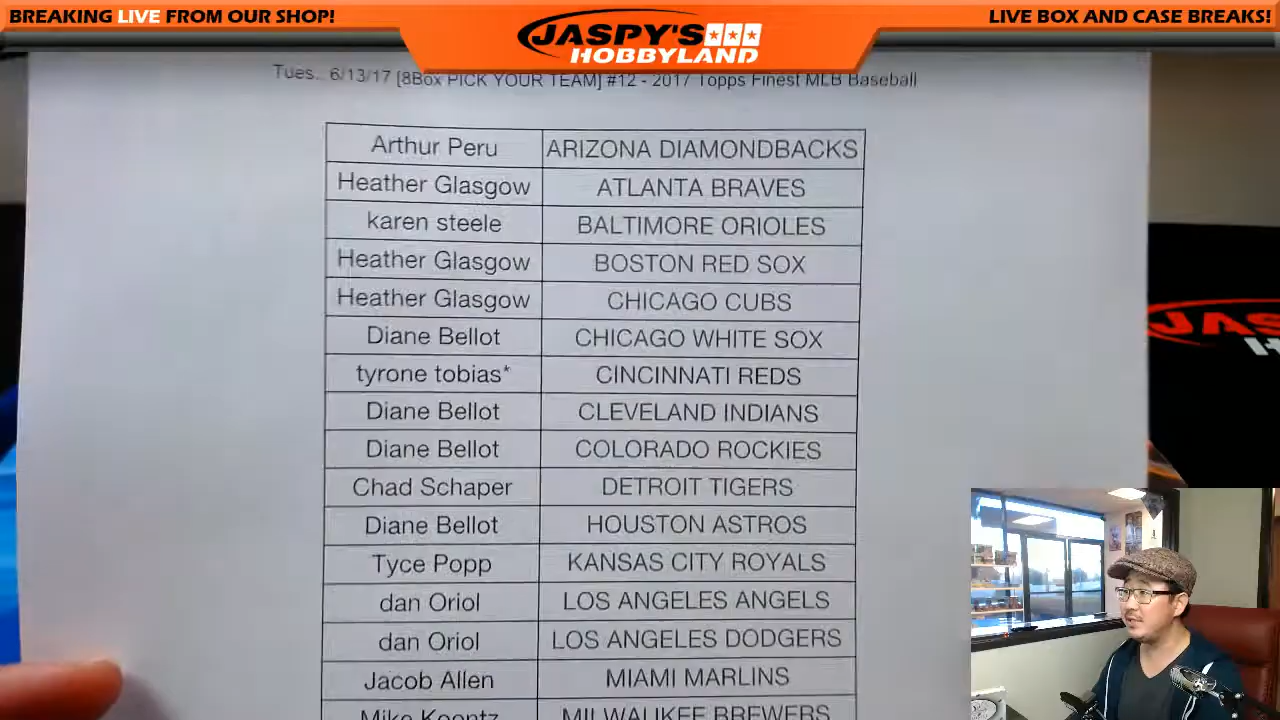 BREAKING LIVE FROM OUR SHOP!
JASPY'S
HOBBYLAND
LIVE BOX AND CASE BREAKS!
Tues.. 6/13/17 [8Box PICK YOUR TEAM] #12 - 2017 Topps Finest MLB Baseball
Arthur Peru ARIZONA DIAMONDBACKS
Heather Glasgow ATLANTA BRAVES
karen steele BALTIMORE ORIOLES
Heather Glasgow BOSTON RED SOX
Heather Glasgow CHICAGO CUBS
Diane Bellot CHICAGO WHITE SOX
tyrone tobias* CINCINNATI REDS
Diane Bellot CLEVELAND INDIANS
Diane Bellot COLORADO ROCKIES
Chad Schaper DETROIT TIGERS
Diane Bellot HOUSTON ASTROS
Tyce Popp KANSAS CITY ROYALS
dan Oriol LOS ANGELES ANGELS
dan Oriol LOS ANGELES DODGERS
Jacob Allen MIAMI MARLINS
Mike Koontz MILWAUKEE BREWERS
JAS
H